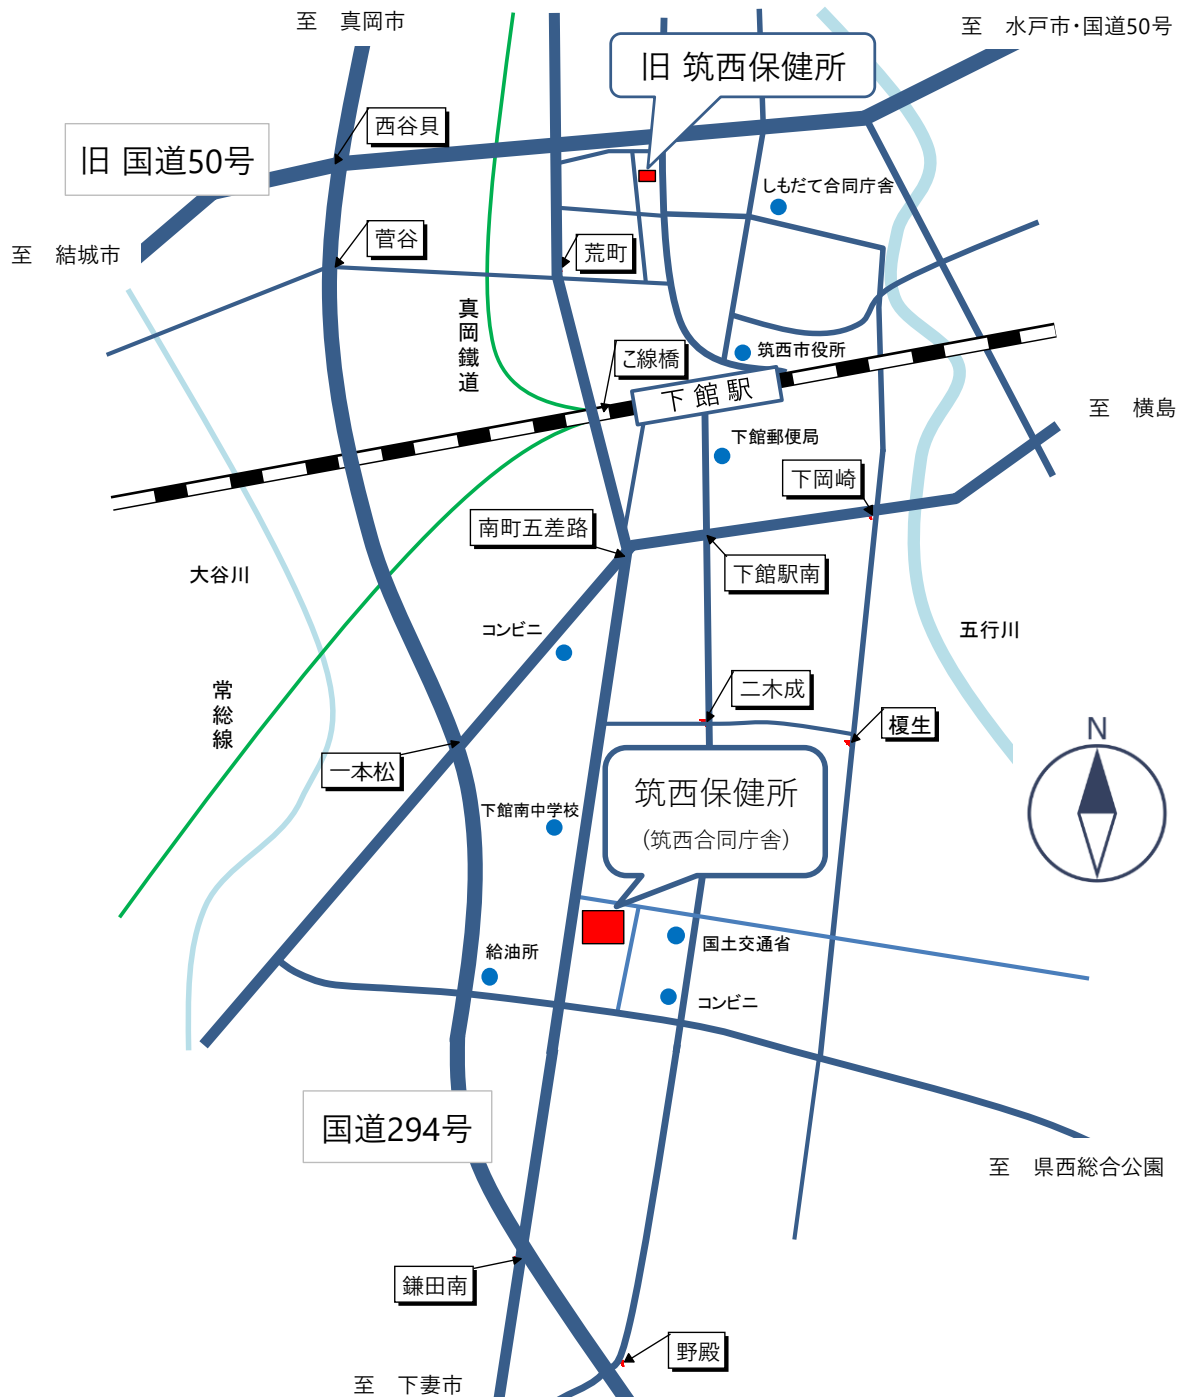 至　真岡市
至　水戸市・国道50号
旧 筑西保健所
西谷貝
旧 国道50号
しもだて合同庁舎
菅谷
荒町
至　結城市
真岡鐵道
こ線橋
筑西市役所
下館駅
至　横島
下館郵便局
下岡崎
南町五差路
下館駅南
大谷川
コンビニ
五行川
常総線
二木成
榎生
N
一本松
筑西保健所
(筑西合同庁舎)
下館南中学校
国土交通省
給油所
コンビニ
国道294号
至　県西総合公園
鎌田南
野殿
至　下妻市